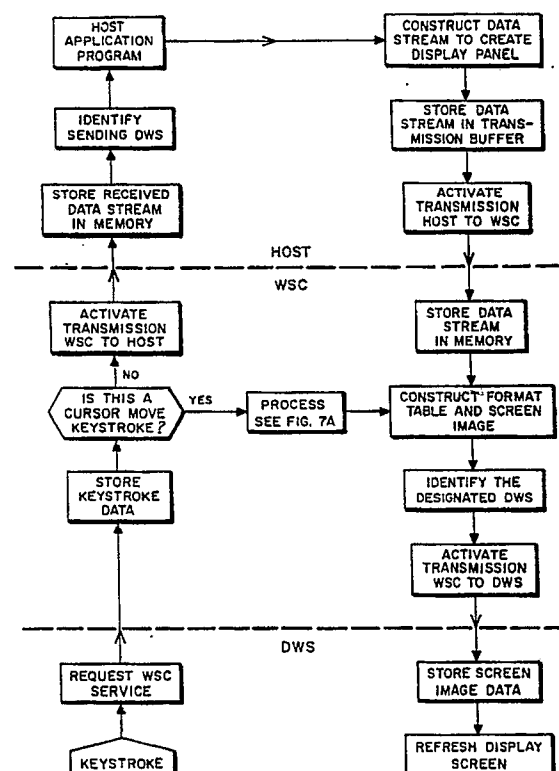 HOST
APPLICATION
PROGRAM
CONSTRUCT DATA
STREAM TO CREATE
DISPLAY PANEL
IDENTIFY
SENDING DWS
STORE DATA
STREAM IN TRANS-
MISSION BUFFER
STORE RECEIVED
DATA STREAM
IN MEMORY
ACTIVATE
TRANSMISSION
HOST TO WSC
HOST
WSC
ACTIVATE
TRANSMISSION
WSC TO HOST
STORE DATA
STREAM
IN MEMORY
NO
IS THIS A
CURSOR MOVE
KEYSTROKE?
YES
PROCESS
SEE FIG. 7A
CONSTRUCT FORMAT
TABLE AND SCREEN
IMAGE
STORE
KEYSTROKE
DATA
IDENTIFY THE
DESIGNATED DWS
ACTIVATE
TRANSMISSION
WSC TO DWS
DWS
REQUEST WSC
SERVICE
STORE SCREEN
IMAGE DATA
KEYSTROKE
REFRESH DISPLAY
SCREEN